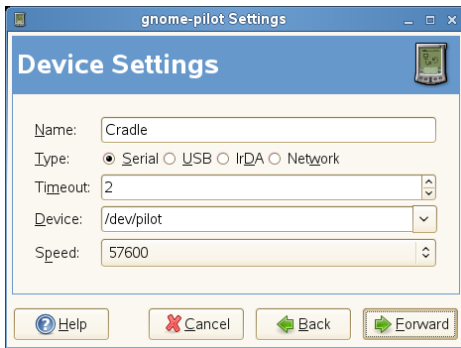 gnome-pilot Settings
Device Settings
Name: Cradle
Type: Serial USB IrDA Network
Timeout: 2
Device: /dev/pilot
Speed: 57600
Help Cancel Back Forward